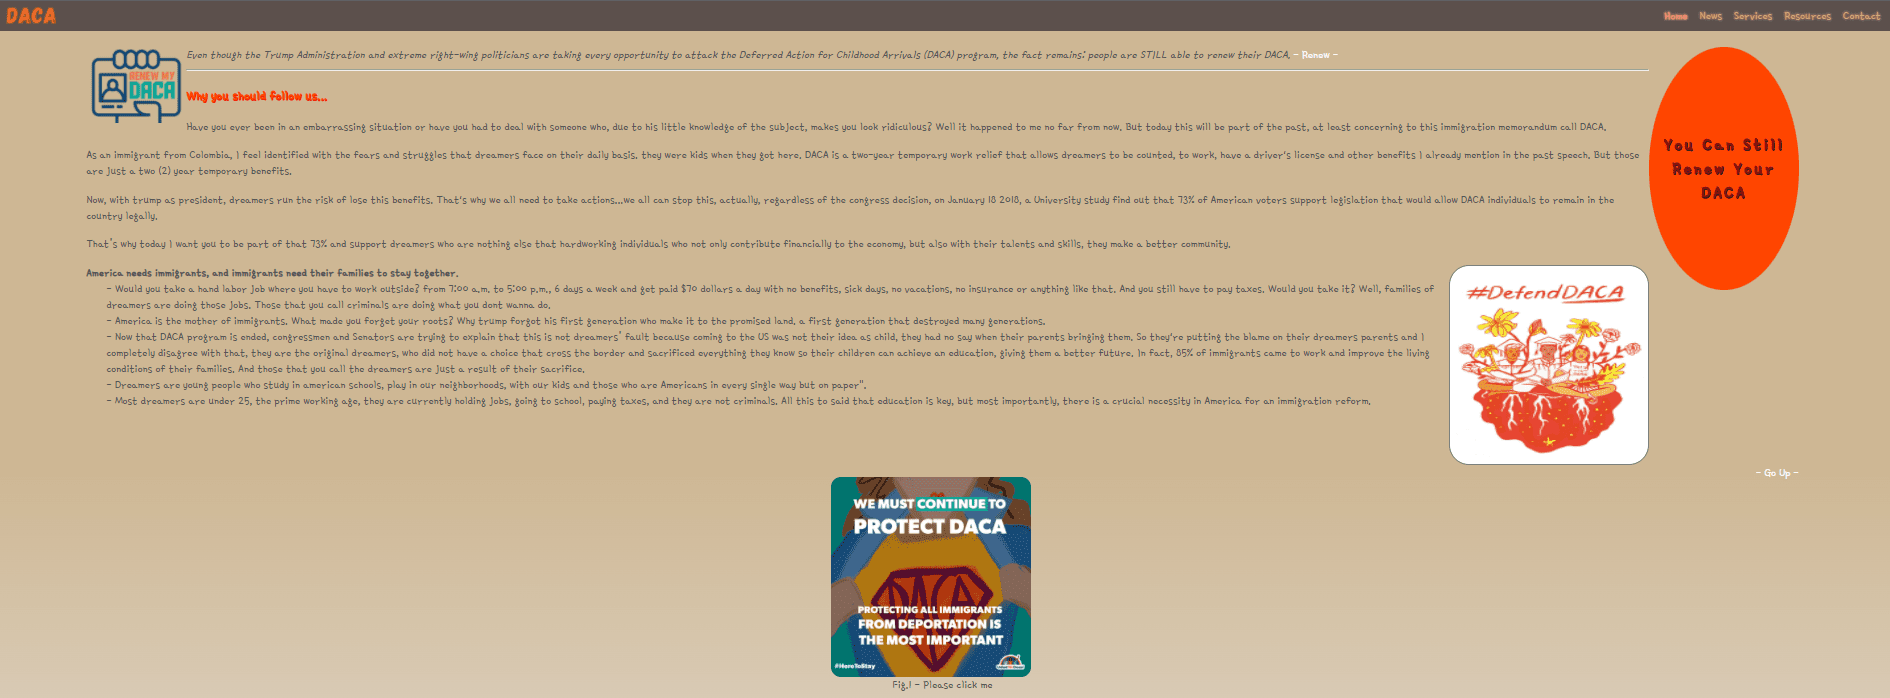 DACA
Home News Services Resources Contact
RENEW MY
DACA
Even though the Trump Administration and extreme right-wing politicians are taking every opportunity to attack the Deferred Action for Childhood Arrivals (DACA) program, the fact remains: people are STILL able to renew their DACA. - Renew -
Why you should follow us...
Have you ever been in an embarrassing situation or have you had to deal with someone who, due to his little knowledge of the subject, makes you look ridiculous? Well it happened to me no far from now. But today this will be part of the past, at least concerning to this immigration memorandum call DACA.
As an immigrant from Colombia, I feel identified with the fears and struggles that dreamers face on their daily basis. they were kids when they got here. DACA is a two-year temporary work relief that allows dreamers to be counted, to work, have a driver's license and other benefits I already mention in the past speech. But those
are just a two (2) year temporary benefits.
Now, with trump as president, dreamers run the risk of lose this benefits. That's why we all need to take actions...we all can stop this, actually, regardless of the congress decision, on January 18 2018, a University study find out that 73% of American voters support legislation that would allow DACA individuals to remain in the
country legally.
That's why today I want you to be part of that 73% and support dreamers who are nothing else that hardworking individuals who not only contribute financially to the economy, but also with their talents and skills, they make a better community.
America needs immigrants, and immigrants need their families to stay together.
- Would you take a hand labor job where you have to work outside? from 7:00 a.m. to 5:00 p.m., 6 days a week and get paid $70 dollars a day with no benefits, sick days, no vacations, no insurance or anything like that. And you still have to pay taxes. Would you take it? Well, families of
dreamers are doing those jobs. Those that you call criminals are doing what you dont wanna do.
- America is the mother of immigrants. What made you forget your roots? Why trump forgot his first generation who make it to the promised land, a first generation that destroyed many generations.
- Now that DACA program is ended, congressmen and Senators are trying to explain that this is not dreamers' fault because coming to the US was not their idea as child, they had no say when their parents bringing them. So they're putting the blame on their dreamers parents and I
completely disagree with that, they are the original dreamers, who did not have a choice that cross the border and sacrificed everything they know so their children can achieve an education, giving them a better future. In fact, 85% of immigrants came to work and improve the living
conditions of their families. And those that you call the dreamers are just a result of their sacrifice.
- Dreamers are young people who study in american schools, play in our neighborhoods, with our kids and those who are Americans in every single way but on paper".
- Most dreamers are under 25, the prime working age, they are currently holding jobs, going to school, paying taxes, and they are not criminals. All this to said that education is key, but most importantly, there is a crucial necessity in America for an immigration reform.
You Can Still
Renew Your
DACA
#DefendDACA
- Go Up -
WE MUST CONTINUE TO
PROTECT DACA
DACA
PROTECTING ALL IMMIGRANTS
FROM DEPORTATION IS
THE MOST IMPORTANT
#HereToStay
Fig.1 - Please click me